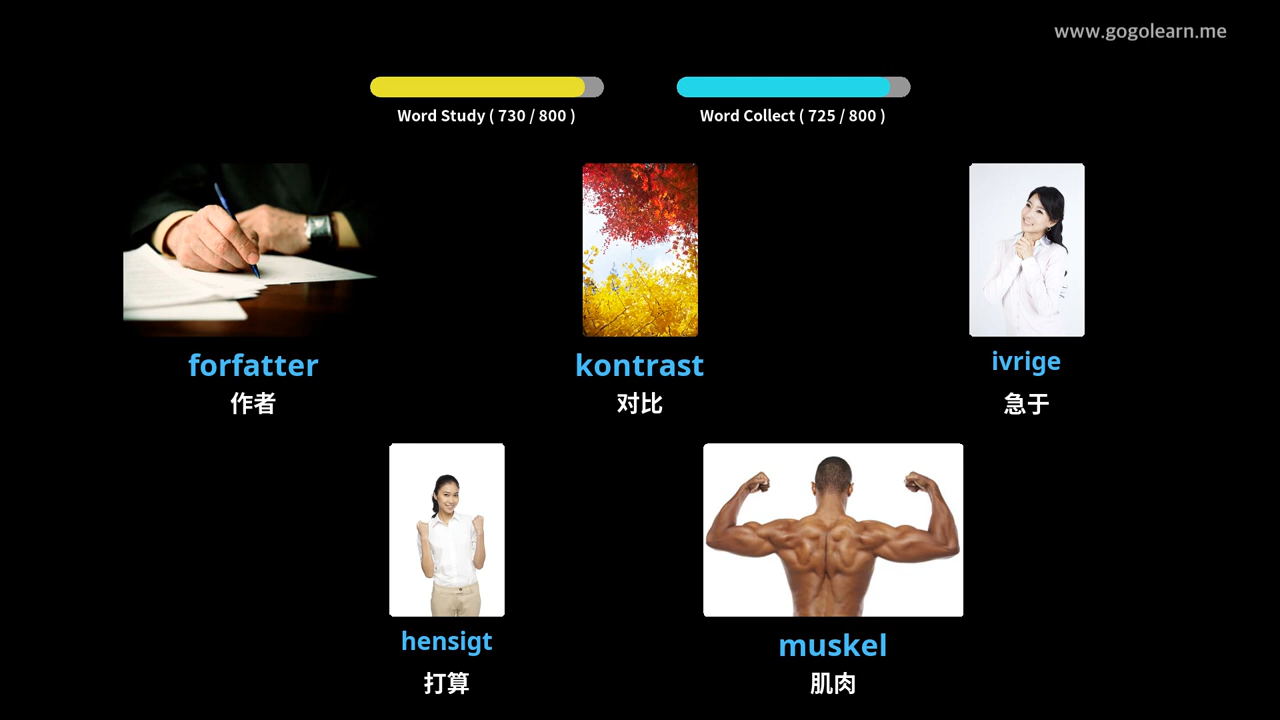 www.gogolearn.me
Word Study ( 730 / 800 )
Word Collect ( 725 / 800 )
forfatter
kontrast
ivrige
作者
对比
急于
hensigt
muskel
打算
肌肉